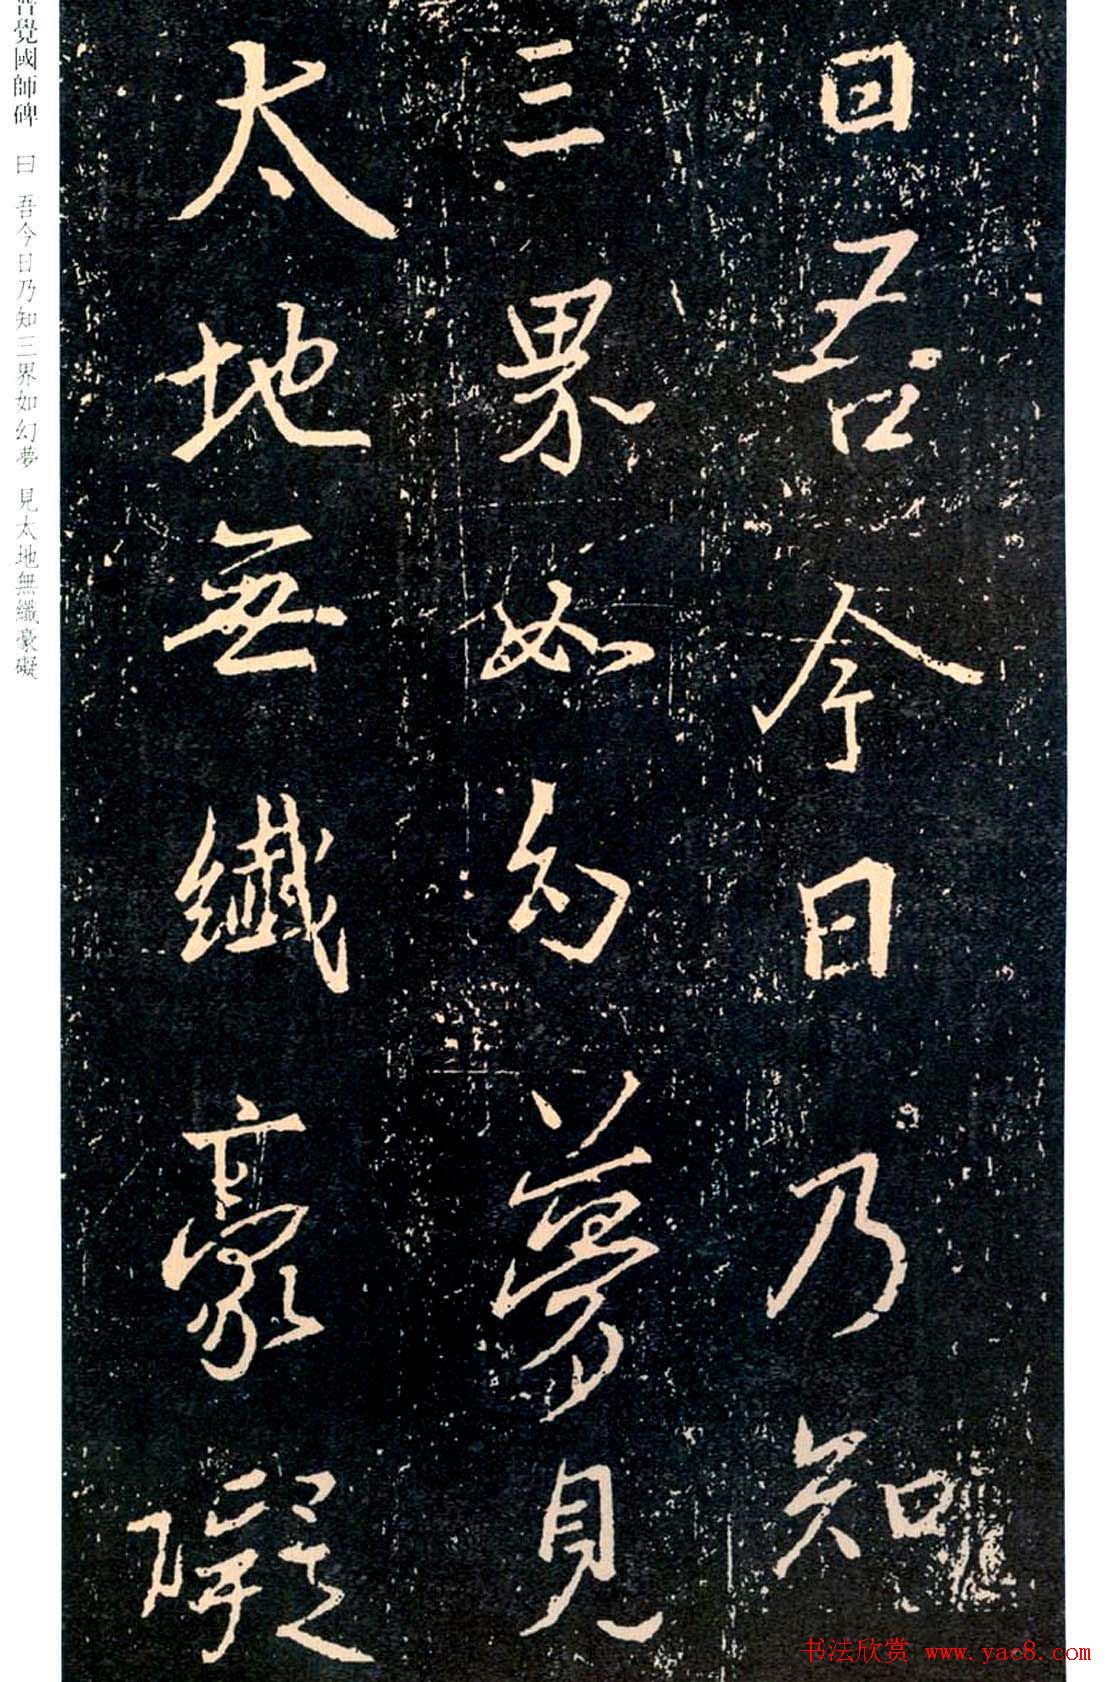 曰吾今日乃知
三界如幻夢見
太地無纖豪礙
普覺國師碑 曰 吾今日乃知三界如幻夢 見太地無纖豪礙
书法欣赏 www.yac8.com